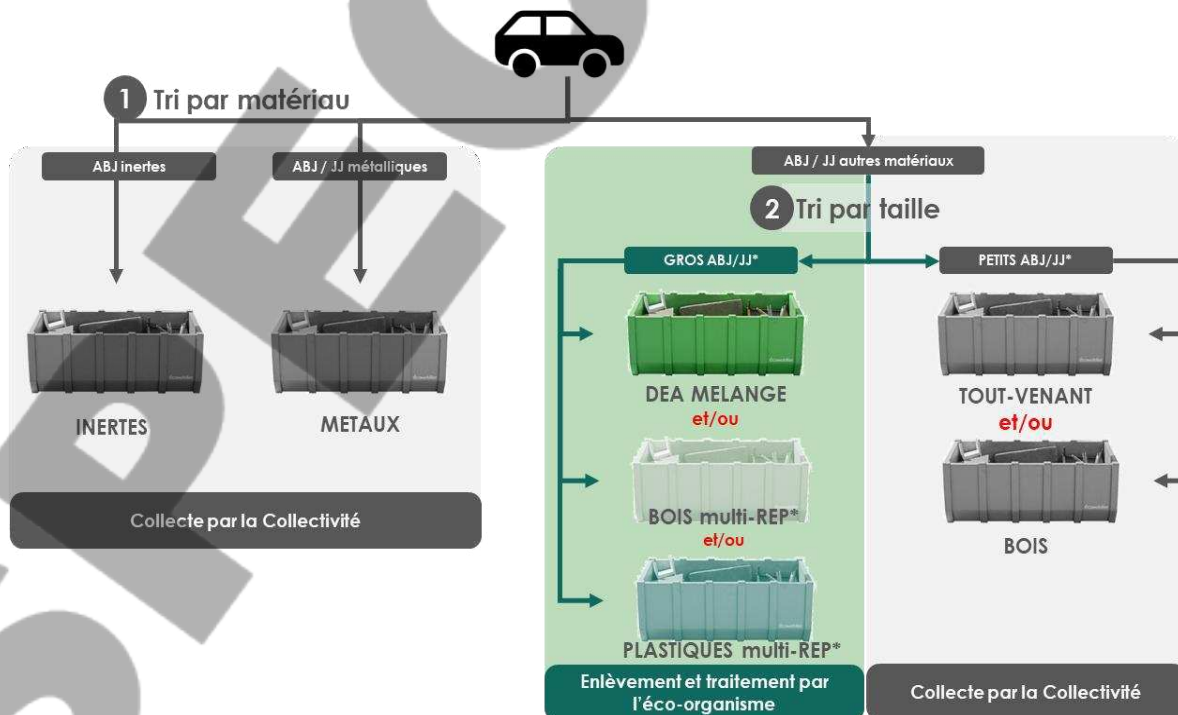 1 Tri par matériau
ABJ inertes
ABJ / JJ métalliques
ABJ / JJ autres matériaux
2 Tri par taille
GROS ABJ/JJ*
PETITS ABJ/JJ*
INERTES
METAUX
Collecte par la Collectivité
DEA MELANGE
et/ou
BOIS multi-REP*
et/ou
PLASTIQUES multi-REP*
Enlèvement et traitement par
l'éco-organisme
TOUT-VENANT
et/ou
BOIS
Collecte par la Collectivité